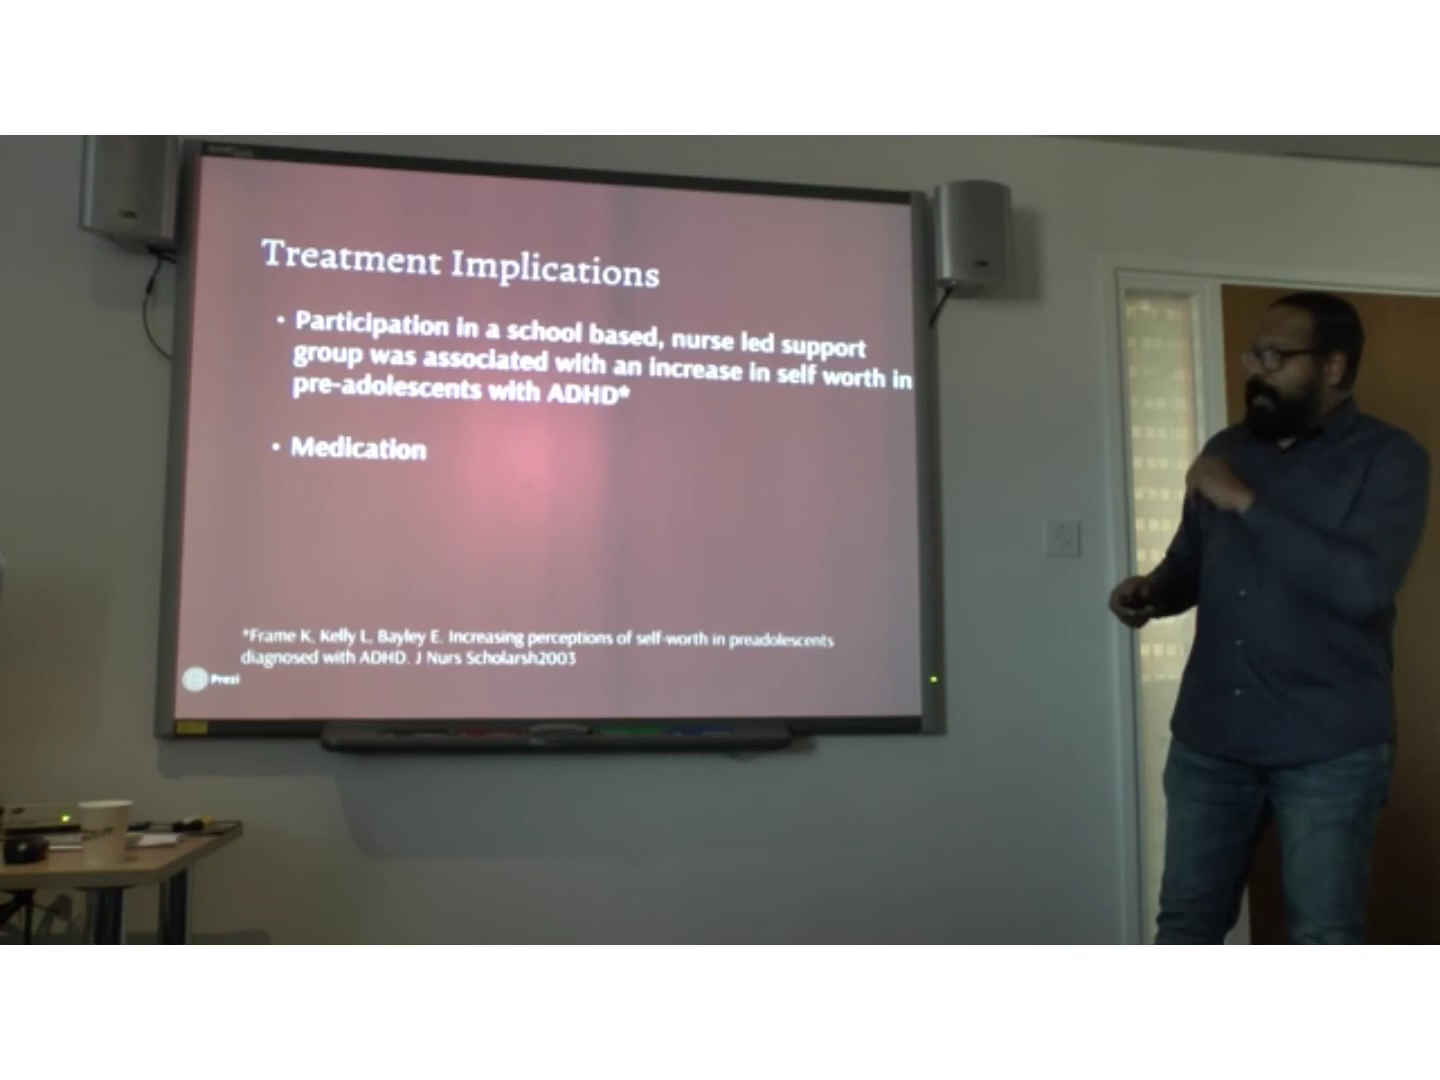 Treatment Implications
• Participation in a school based, nurse led support
group was associated with an increase in self worth in
pre-adolescents with ADHD*
• Medication
*Frame K, Kelly L, Bayley E. Increasing perceptions of self-worth in preadolescents
diagnosed with ADHD. J Nurs Scholarsh2003
Prezi